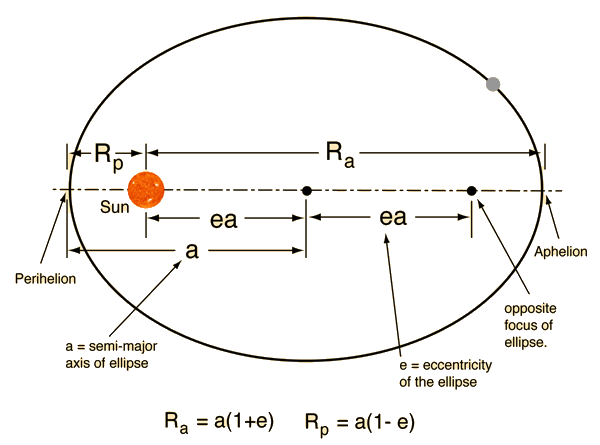 Rp
Ra
Sun
ea
ea
a
Perihelion
Aphelion
a = semi-major
axis of ellipse
opposite
focus of
ellipse.
e = eccentricity
of the ellipse
Ra = a(1+e) Rp = a(1- e)